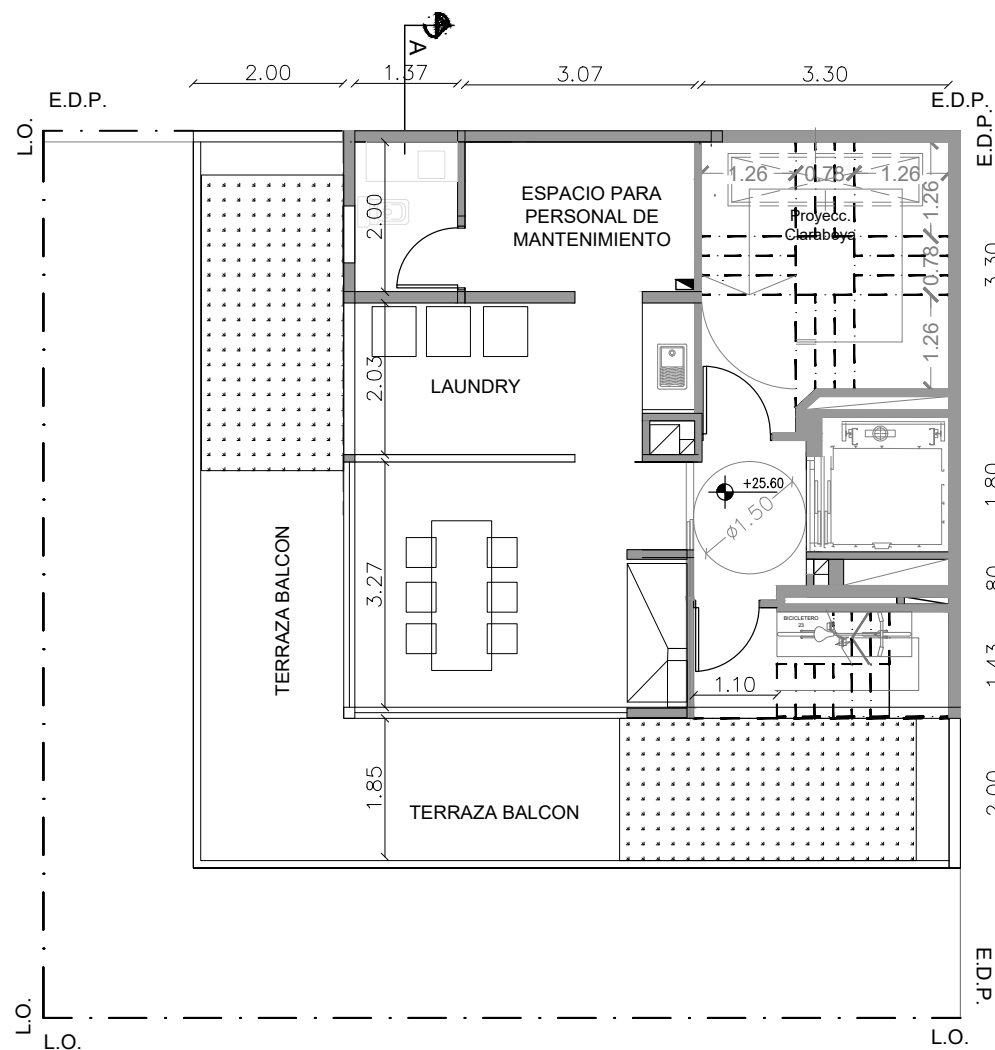 A
2.00
1.37
3.07
3.30
E.D.P.
E.D.P.
L.O.
E.D.P.
1.26
0.78
1.26
ESPACIO PARA
PERSONAL DE
MANTENIMIENTO
Proyecc.
Claraboya
2.00
1.26
0.78
1.26
3.30
LAUNDRY
2.03
+25.60
ø1.50
1.80
TERRAZA BALCON
3.27
.80
BICICLETERO
23
1.43
1.10
1.85
TERRAZA BALCON
2.00
E.D.P.
L.O.
L.O.
L.O.